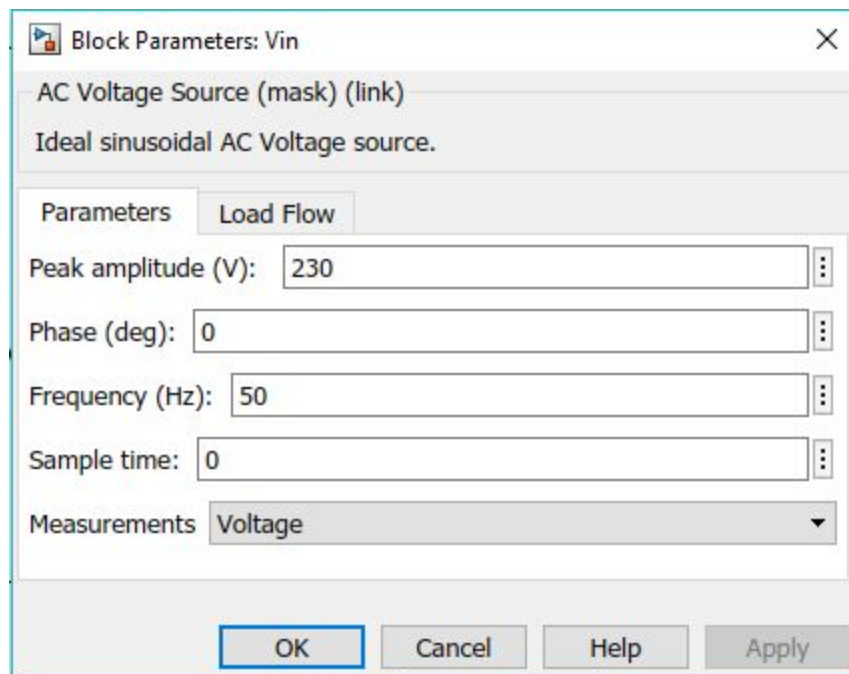 Block Parameters: Vin
AC Voltage Source (mask) (link)
Ideal sinusoidal AC Voltage source.
Parameters Load Flow
Peak amplitude (V): 230
Phase (deg): 0
Frequency (Hz): 50
Sample time: 0
Measurements Voltage
OK Cancel Help Apply